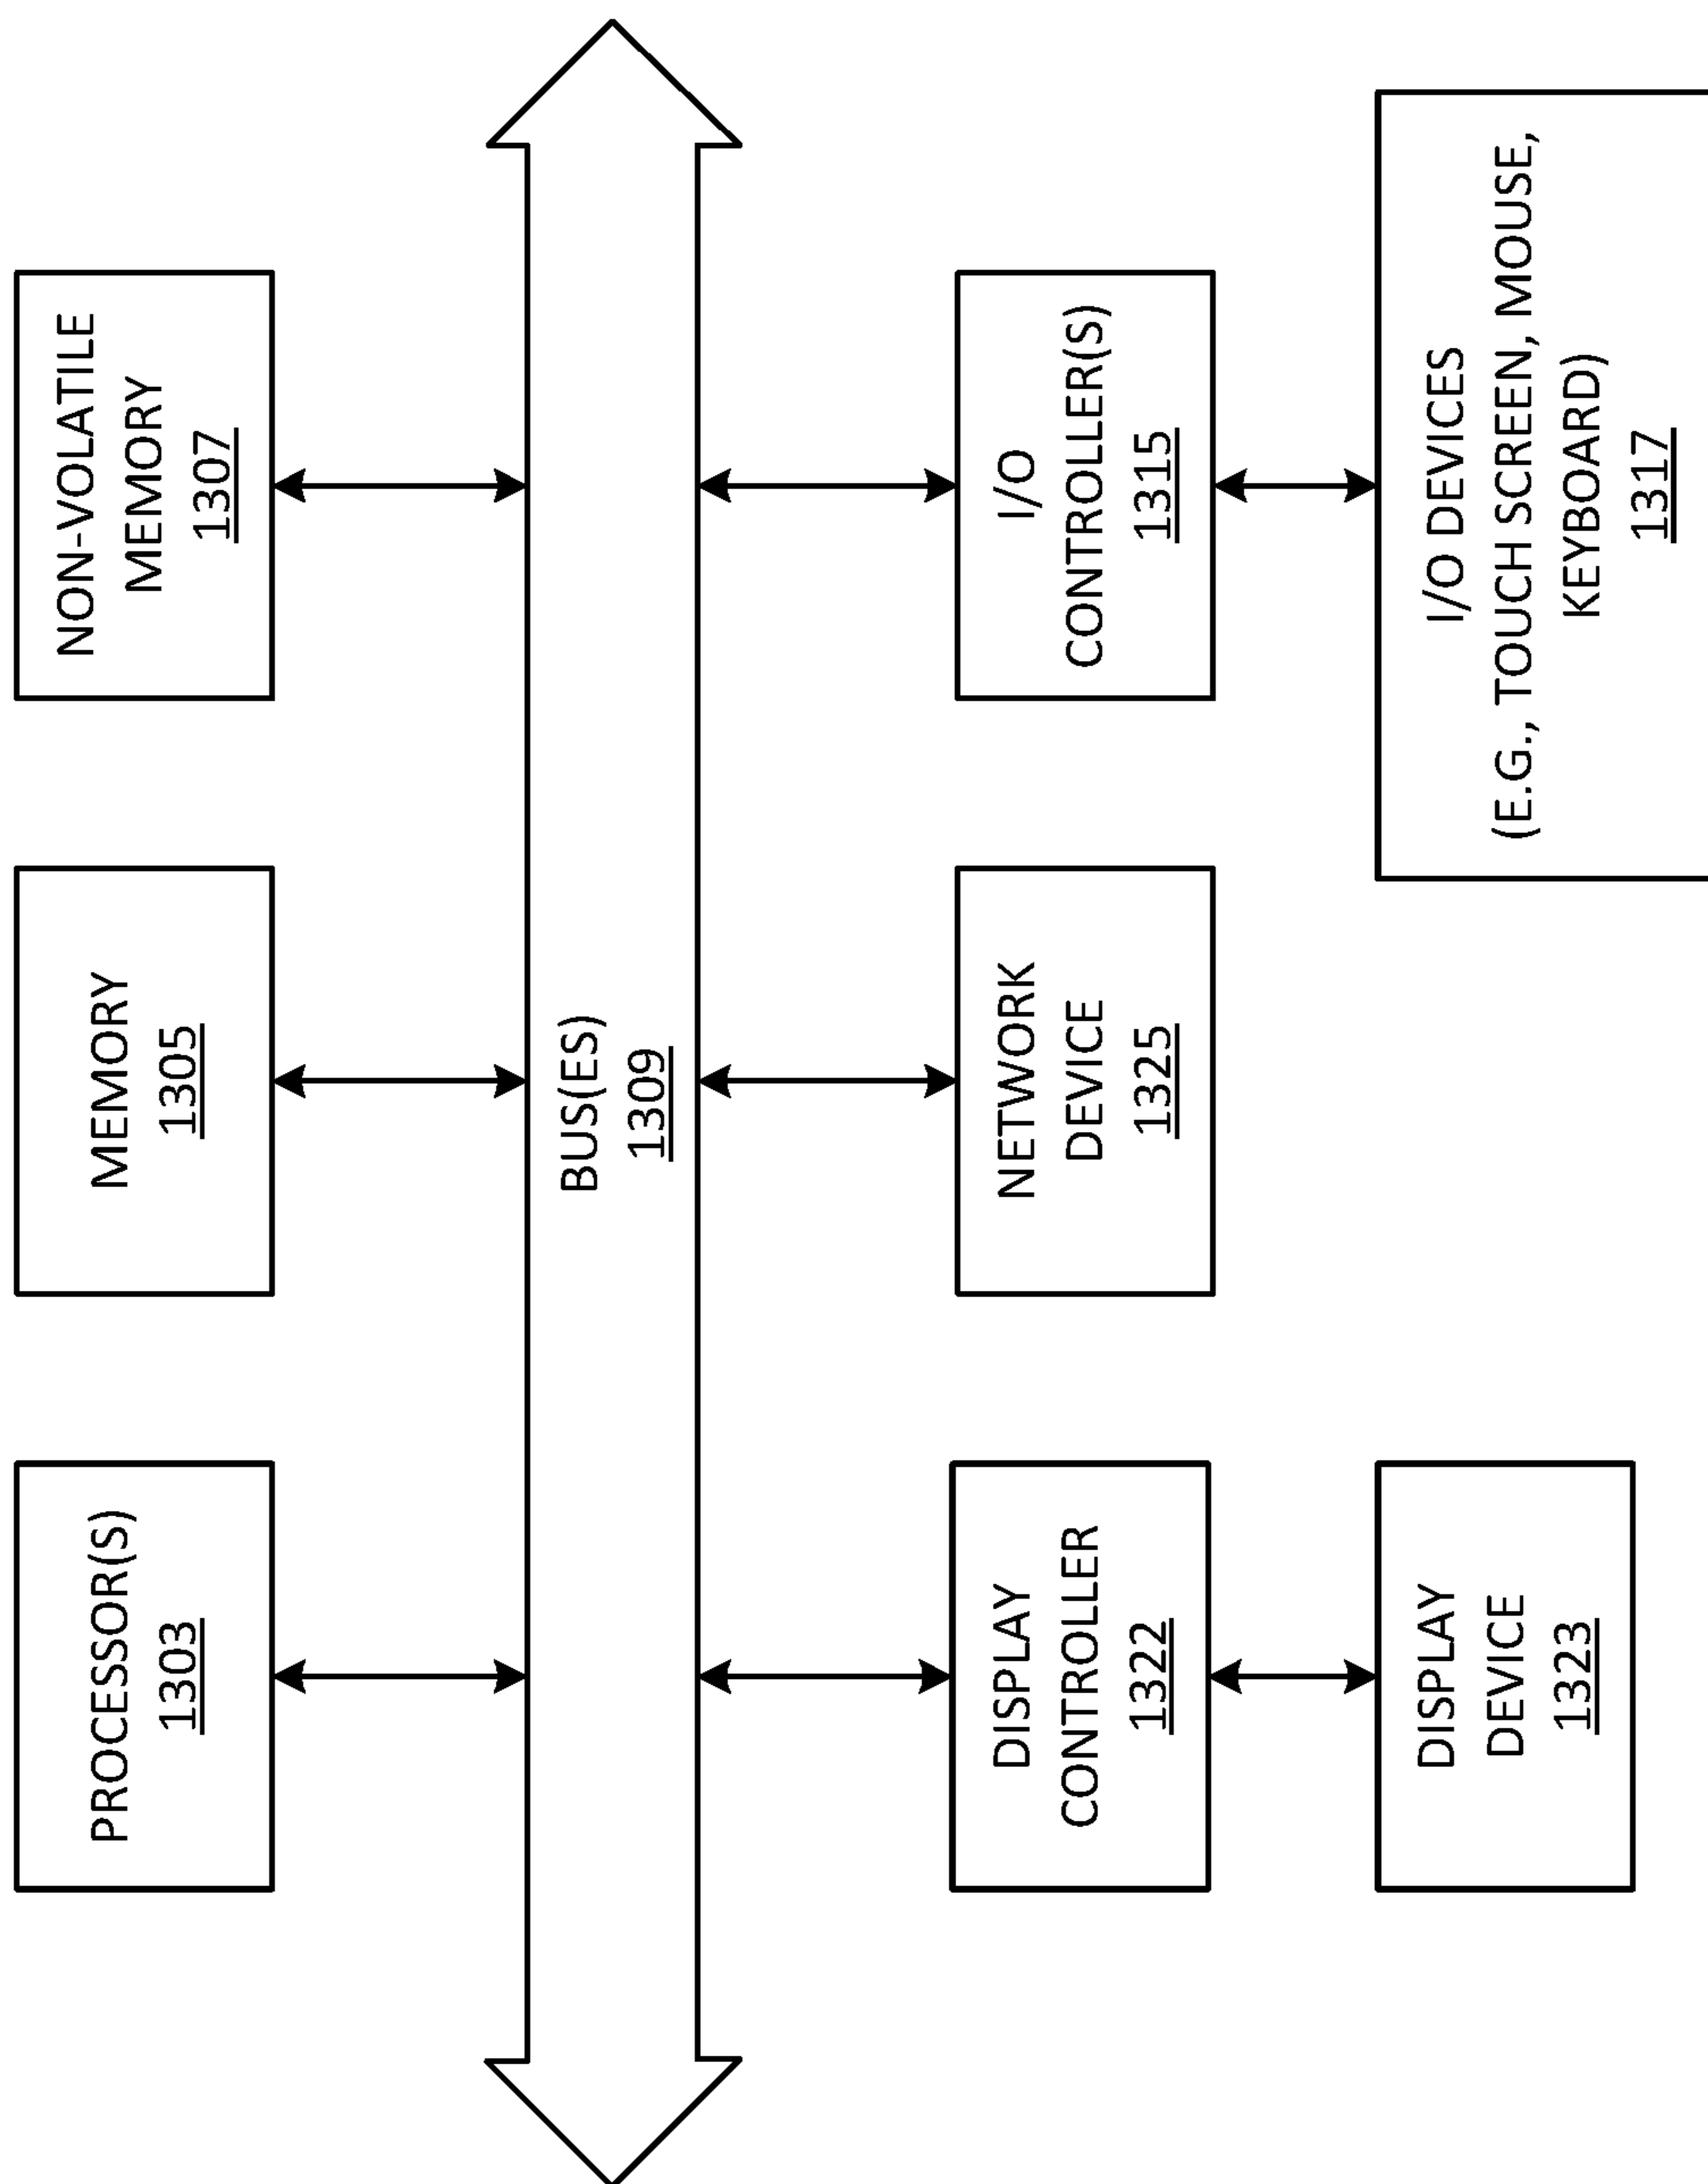 PROCESSOR(S)
1303
MEMORY
1305
NON-VOLATILE
MEMORY
1307
BUS(ES)
1309
DISPLAY
CONTROLLER
1322
NETWORK
DEVICE
1325
I/O
CONTROLLER(S)
1315
DISPLAY
DEVICE
1323
I/O DEVICES
(E.G., TOUCH SCREEN, MOUSE,
KEYBOARD)
1317